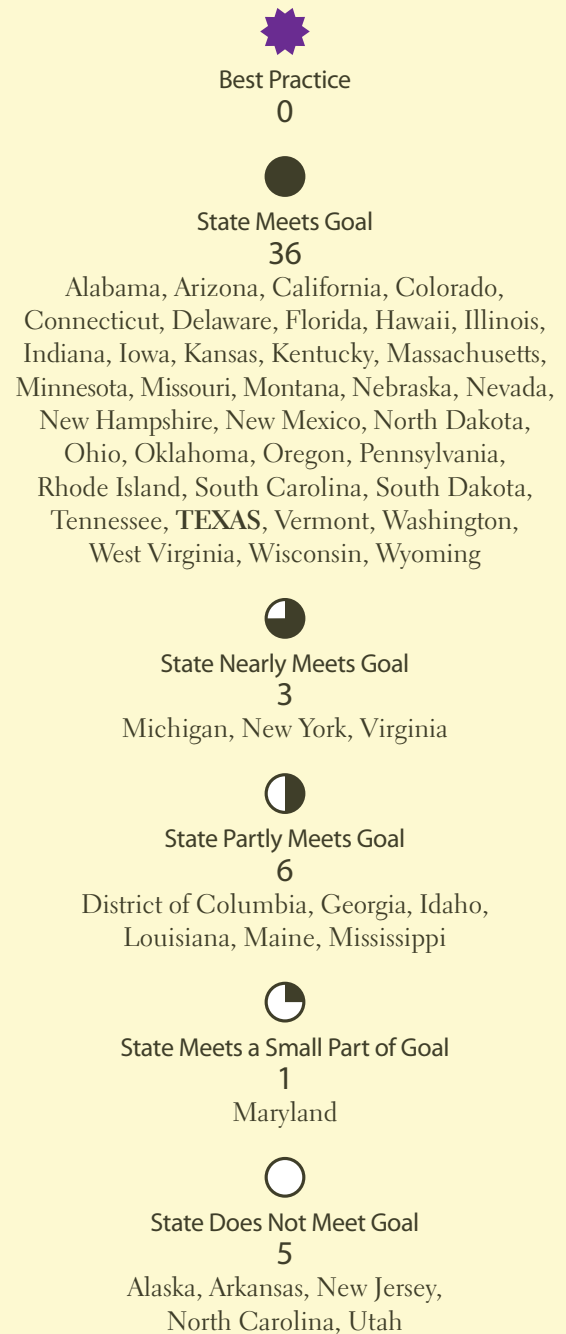 Best Practice
0
State Meets Goal
36
Alabama, Arizona, California, Colorado,
Connecticut, Delaware, Florida, Hawaii, Illinois,
Indiana, Iowa, Kansas, Kentucky, Massachusetts,
Minnesota, Missouri, Montana, Nebraska, Nevada,
New Hampshire, New Mexico, North Dakota,
Ohio, Oklahoma, Oregon, Pennsylvania,
Rhode Island, South Carolina, South Dakota,
Tennessee, TEXAS, Vermont, Washington,
West Virginia, Wisconsin, Wyoming
State Nearly Meets Goal
3
Michigan, New York, Virginia
State Partly Meets Goal
6
District of Columbia, Georgia, Idaho,
Louisiana, Maine, Mississippi
State Meets a Small Part of Goal
1
Maryland
State Does Not Meet Goal
5
Alaska, Arkansas, New Jersey,
North Carolina, Utah